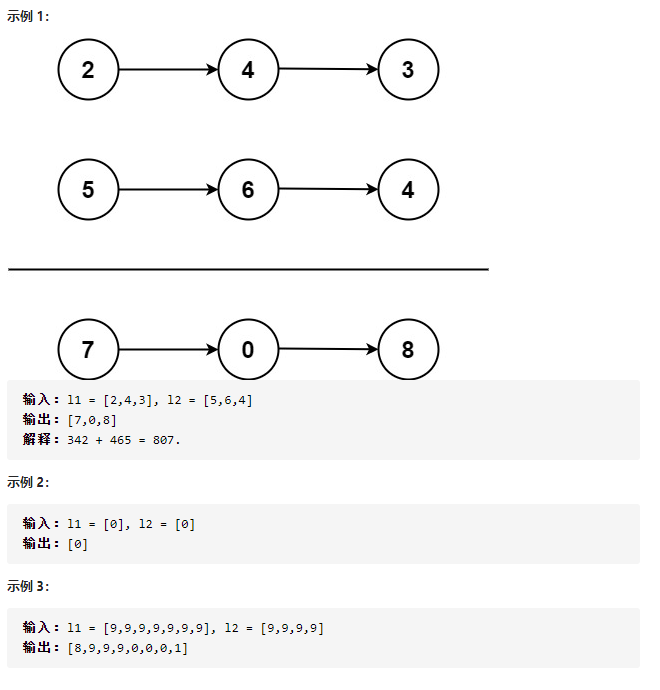 示例 1：
2 4 3
5 6 4
7 0 8
输入：l1 = [2,4,3], l2 = [5,6,4]
输出：[7,0,8]
解释：342 + 465 = 807.
示例 2：
输入：l1 = [0], l2 = [0]
输出：[0]
示例 3：
输入：l1 = [9,9,9,9,9,9,9], l2 = [9,9,9,9]
输出：[8,9,9,9,0,0,0,1]